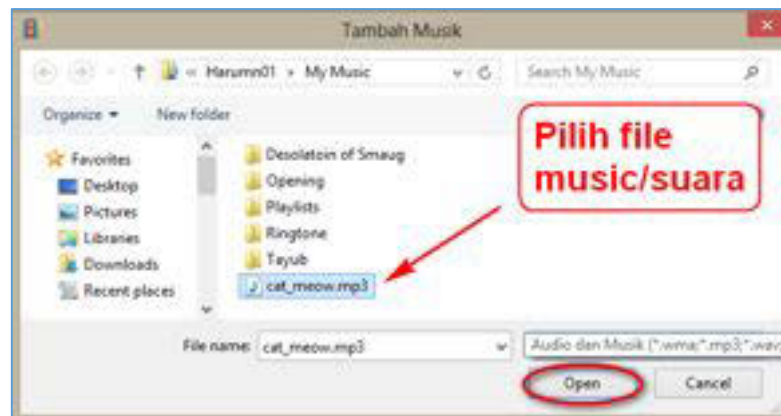 Tambah Musik
« Harumn01 › My Music
Search My Music
Organize
New folder
Favorites
Desktop
Pictures
Libraries
Downloads
Recent places
Desolatoin of Smaug
Opening
Playlists
Ringtone
Tayub
cat_meow.mp3
Pilih file
music/suara
File name: cat_meow.mp3
Audio dan Musik (*.wma;*.mp3;*.wav;
Open
Cancel